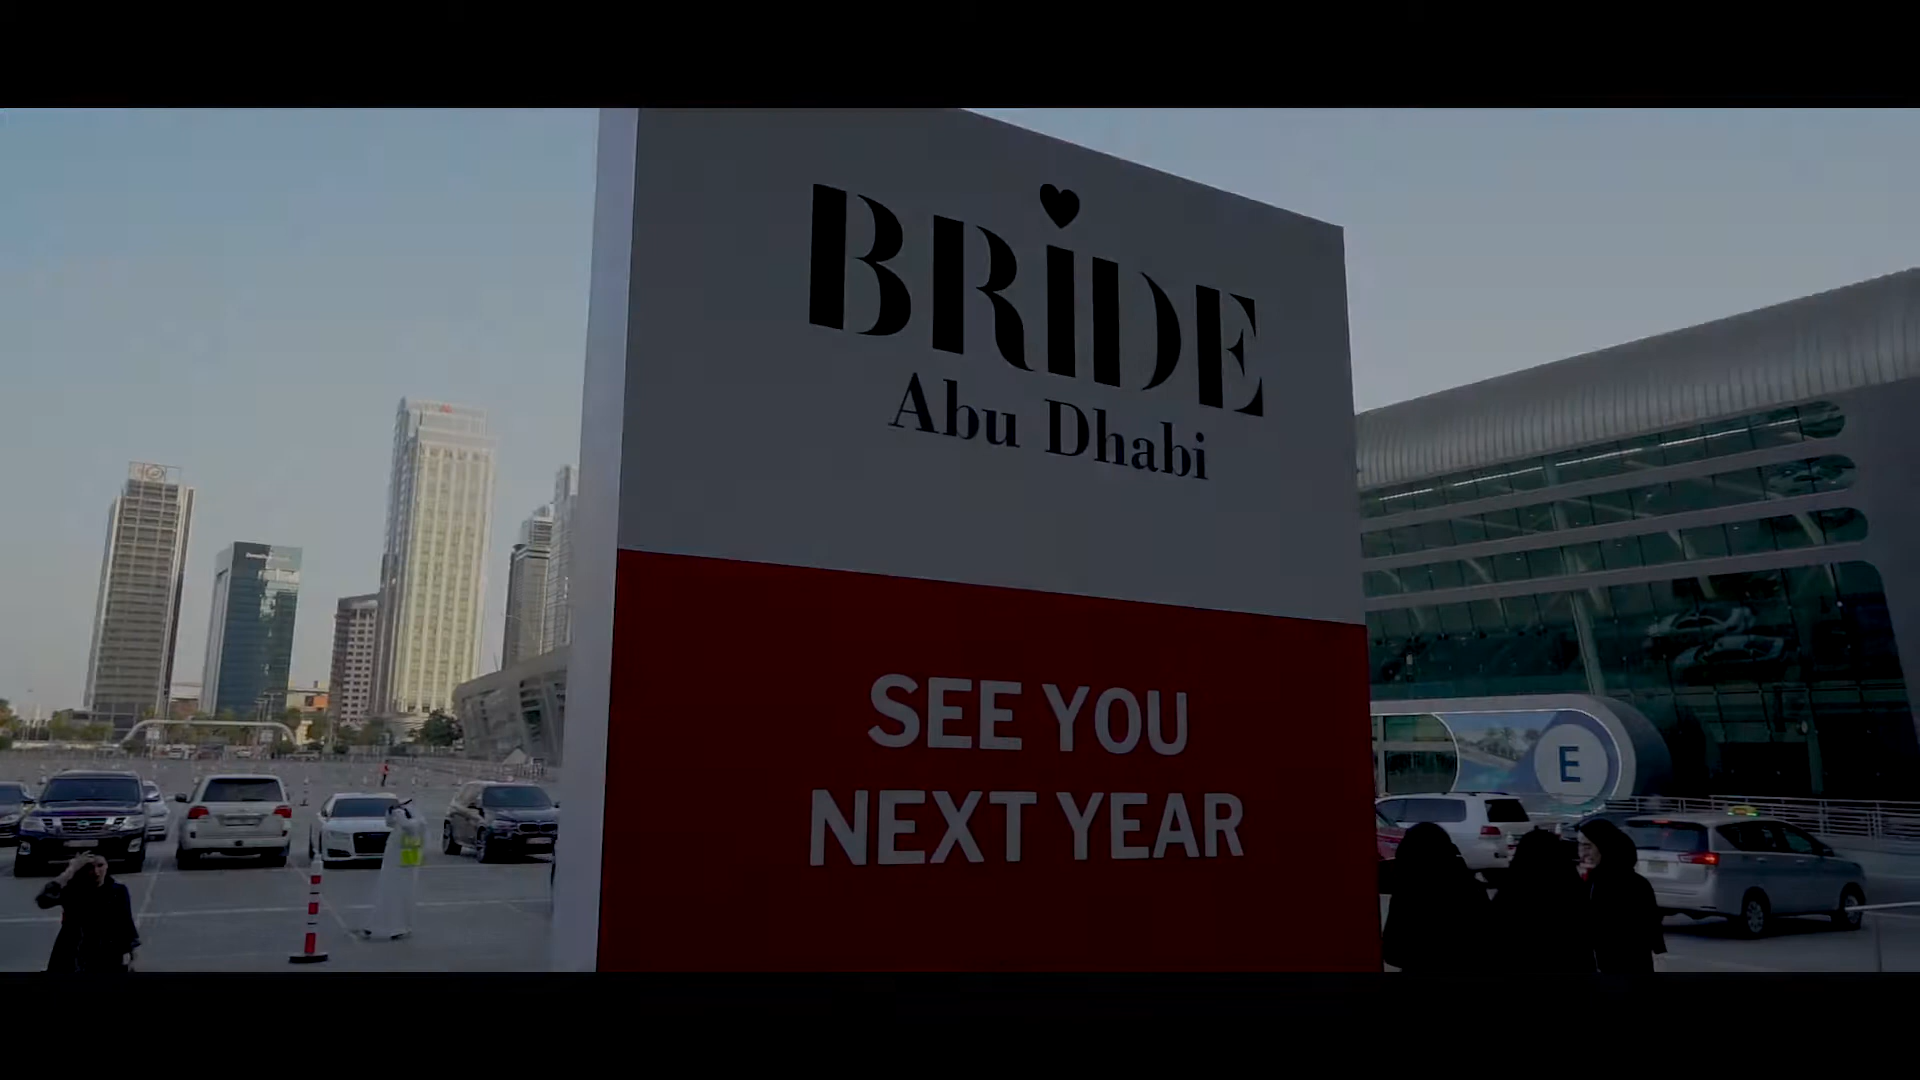 BRiDE
Abu Dhabi
SEE YOU
NEXT YEAR
E